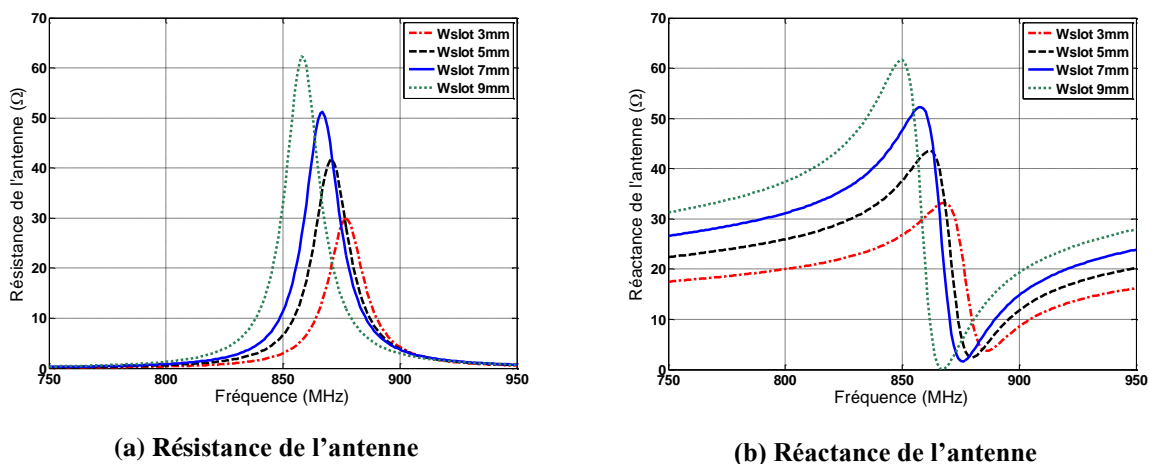 70
60
50
40
30
20
10
0
750
800
850
900
950
Résistance de l'antenne (Ω)
Fréquence (MHz)
Wslot 3mm
Wslot 5mm
Wslot 7mm
Wslot 9mm
(a) Résistance de l’antenne
70
60
50
40
30
20
10
0
750
800
850
900
950
Réactance de l'antenne (Ω)
Fréquence (MHz)
Wslot 3mm
Wslot 5mm
Wslot 7mm
Wslot 9mm
(b) Réactance de l’antenne